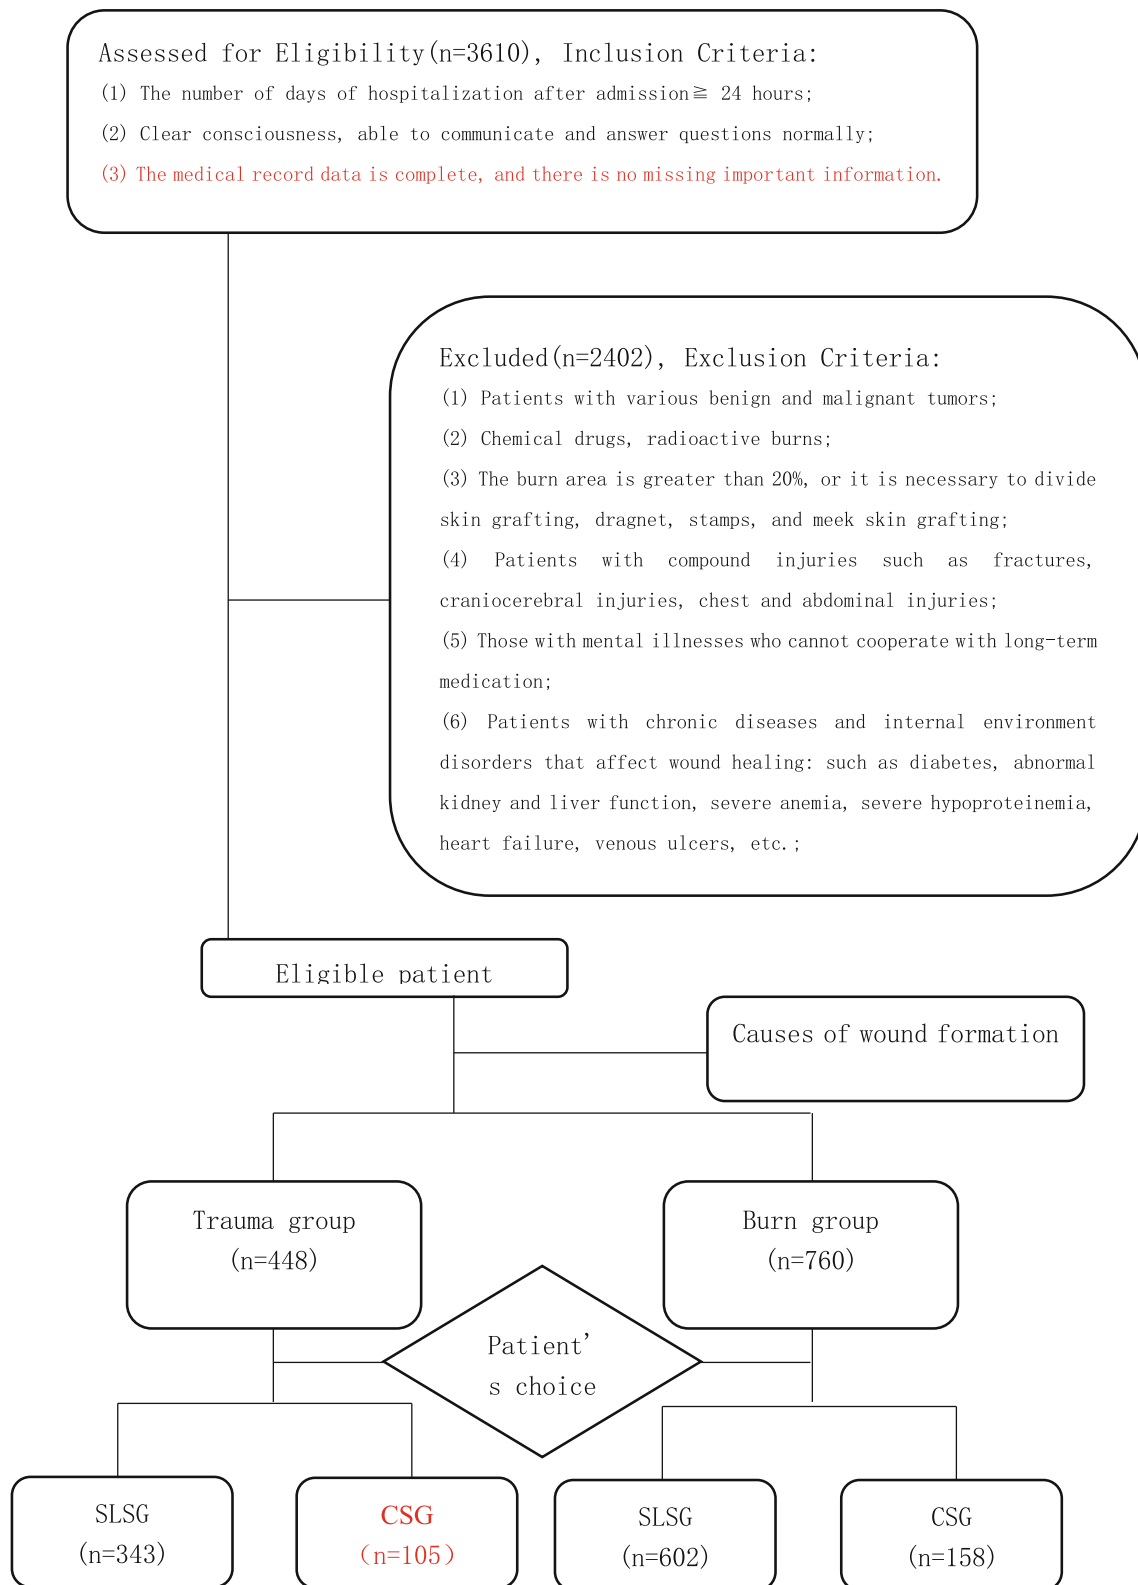 Assessed for Eligibility(n=3610), Inclusion Criteria:
(1) The number of days of hospitalization after admission≧ 24 hours;
(2) Clear consciousness, able to communicate and answer questions normally;
(3) The medical record data is complete, and there is no missing important information.
Excluded(n=2402), Exclusion Criteria:
(1) Patients with various benign and malignant tumors;
(2) Chemical drugs, radioactive burns;
(3) The burn area is greater than 20%, or it is necessary to divide
skin grafting, dragnet, stamps, and meek skin grafting;
(4) Patients with compound injuries such as fractures,
craniocerebral injuries, chest and abdominal injuries;
(5) Those with mental illnesses who cannot cooperate with long-term
medication;
(6) Patients with chronic diseases and internal environment
disorders that affect wound healing: such as diabetes, abnormal
kidney and liver function, severe anemia, severe hypoproteinemia,
heart failure, venous ulcers, etc.;
Eligible patient
Causes of wound formation
Trauma group
(n=448)
Burn group
(n=760)
Patient'
s choice
SLSG
(n=343)
CSG
（n=105）
SLSG
(n=602)
CSG
(n=158)